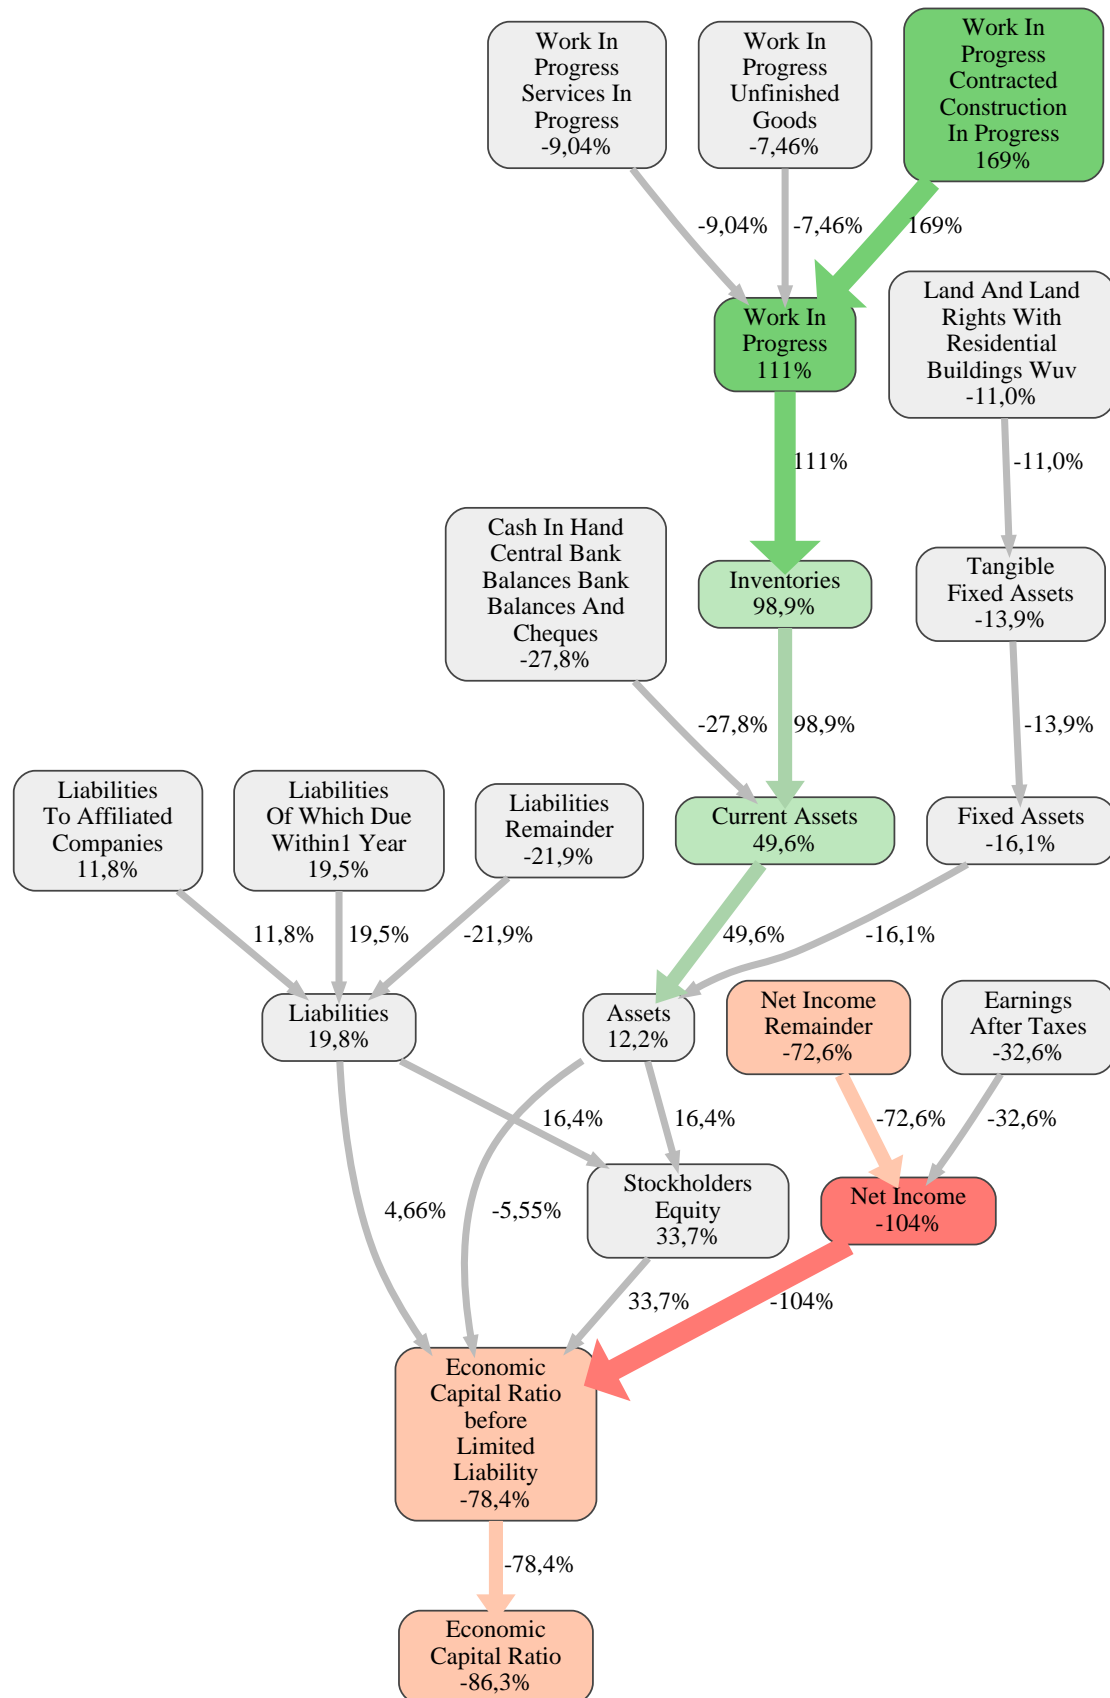 Work In
Progress
Services In
Progress
-9,04%
Work In
Progress
Unfinished
Goods
-7,46%
Work In
Progress
Contracted
Construction
In Progress
169%
-9,04%
-7,46%
169%
Work In
Progress
111%
Land And Land
Rights With
Residential
Buildings Wuv
-11,0%
111%
-11,0%
Cash In Hand
Central Bank
Balances Bank
Balances And
Cheques
-27,8%
Inventories
98,9%
Tangible
Fixed Assets
-13,9%
-27,8%
98,9%
-13,9%
Liabilities
To Affiliated
Companies
11,8%
Liabilities
Of Which Due
Within1 Year
19,5%
Liabilities
Remainder
-21,9%
Current Assets
49,6%
Fixed Assets
-16,1%
11,8%
19,5%
-21,9%
49,6%
-16,1%
Liabilities
19,8%
Assets
12,2%
Net Income
Remainder
-72,6%
Earnings
After Taxes
-32,6%
16,4%
16,4%
-72,6%
-32,6%
4,66%
-5,55%
Stockholders
Equity
33,7%
Net Income
-104%
33,7%
-104%
Economic
Capital Ratio
before
Limited
Liability
-78,4%
-78,4%
Economic
Capital Ratio
-86,3%